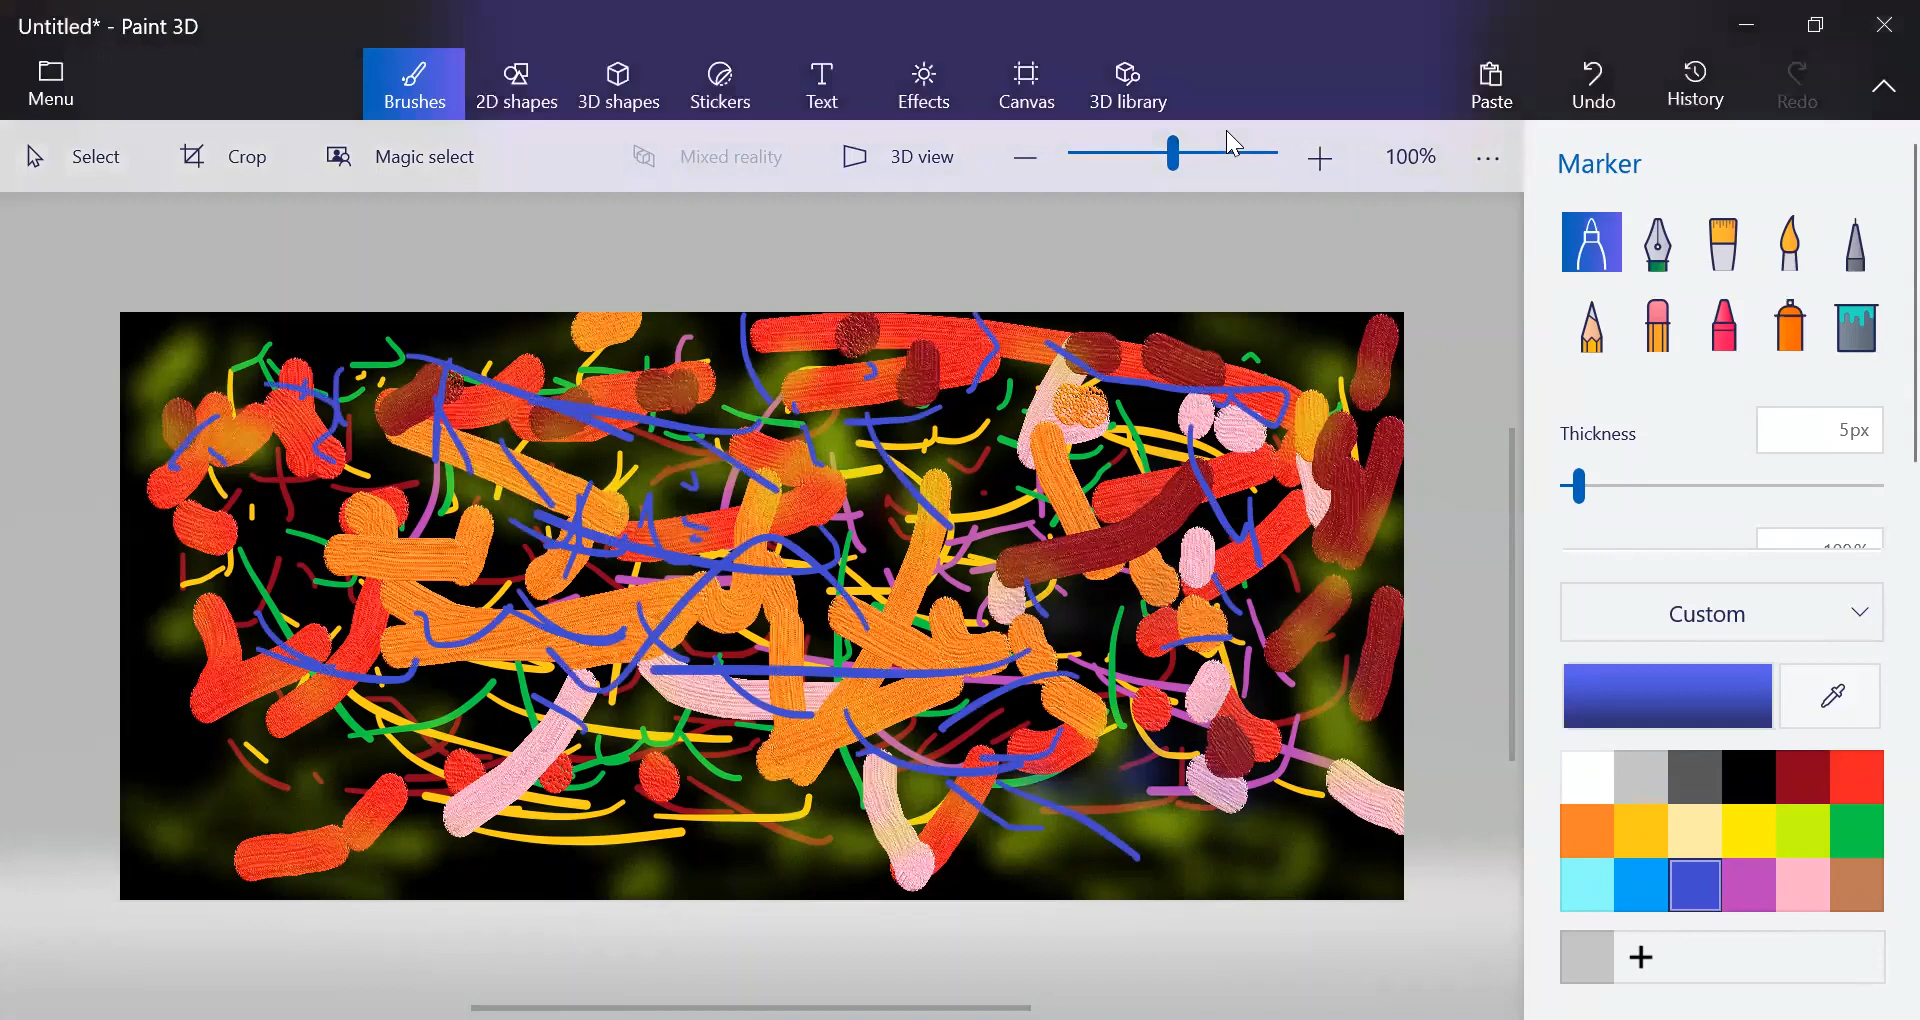 Untitled* - Paint 3D
Menu
Brushes
2D shapes
3D shapes
Stickers
Text
Effects
Canvas
3D library
Paste
Undo
History
Redo
Select
Crop
Magic select
Mixed reality
3D view
100%
Marker
Thickness
5px
Custom